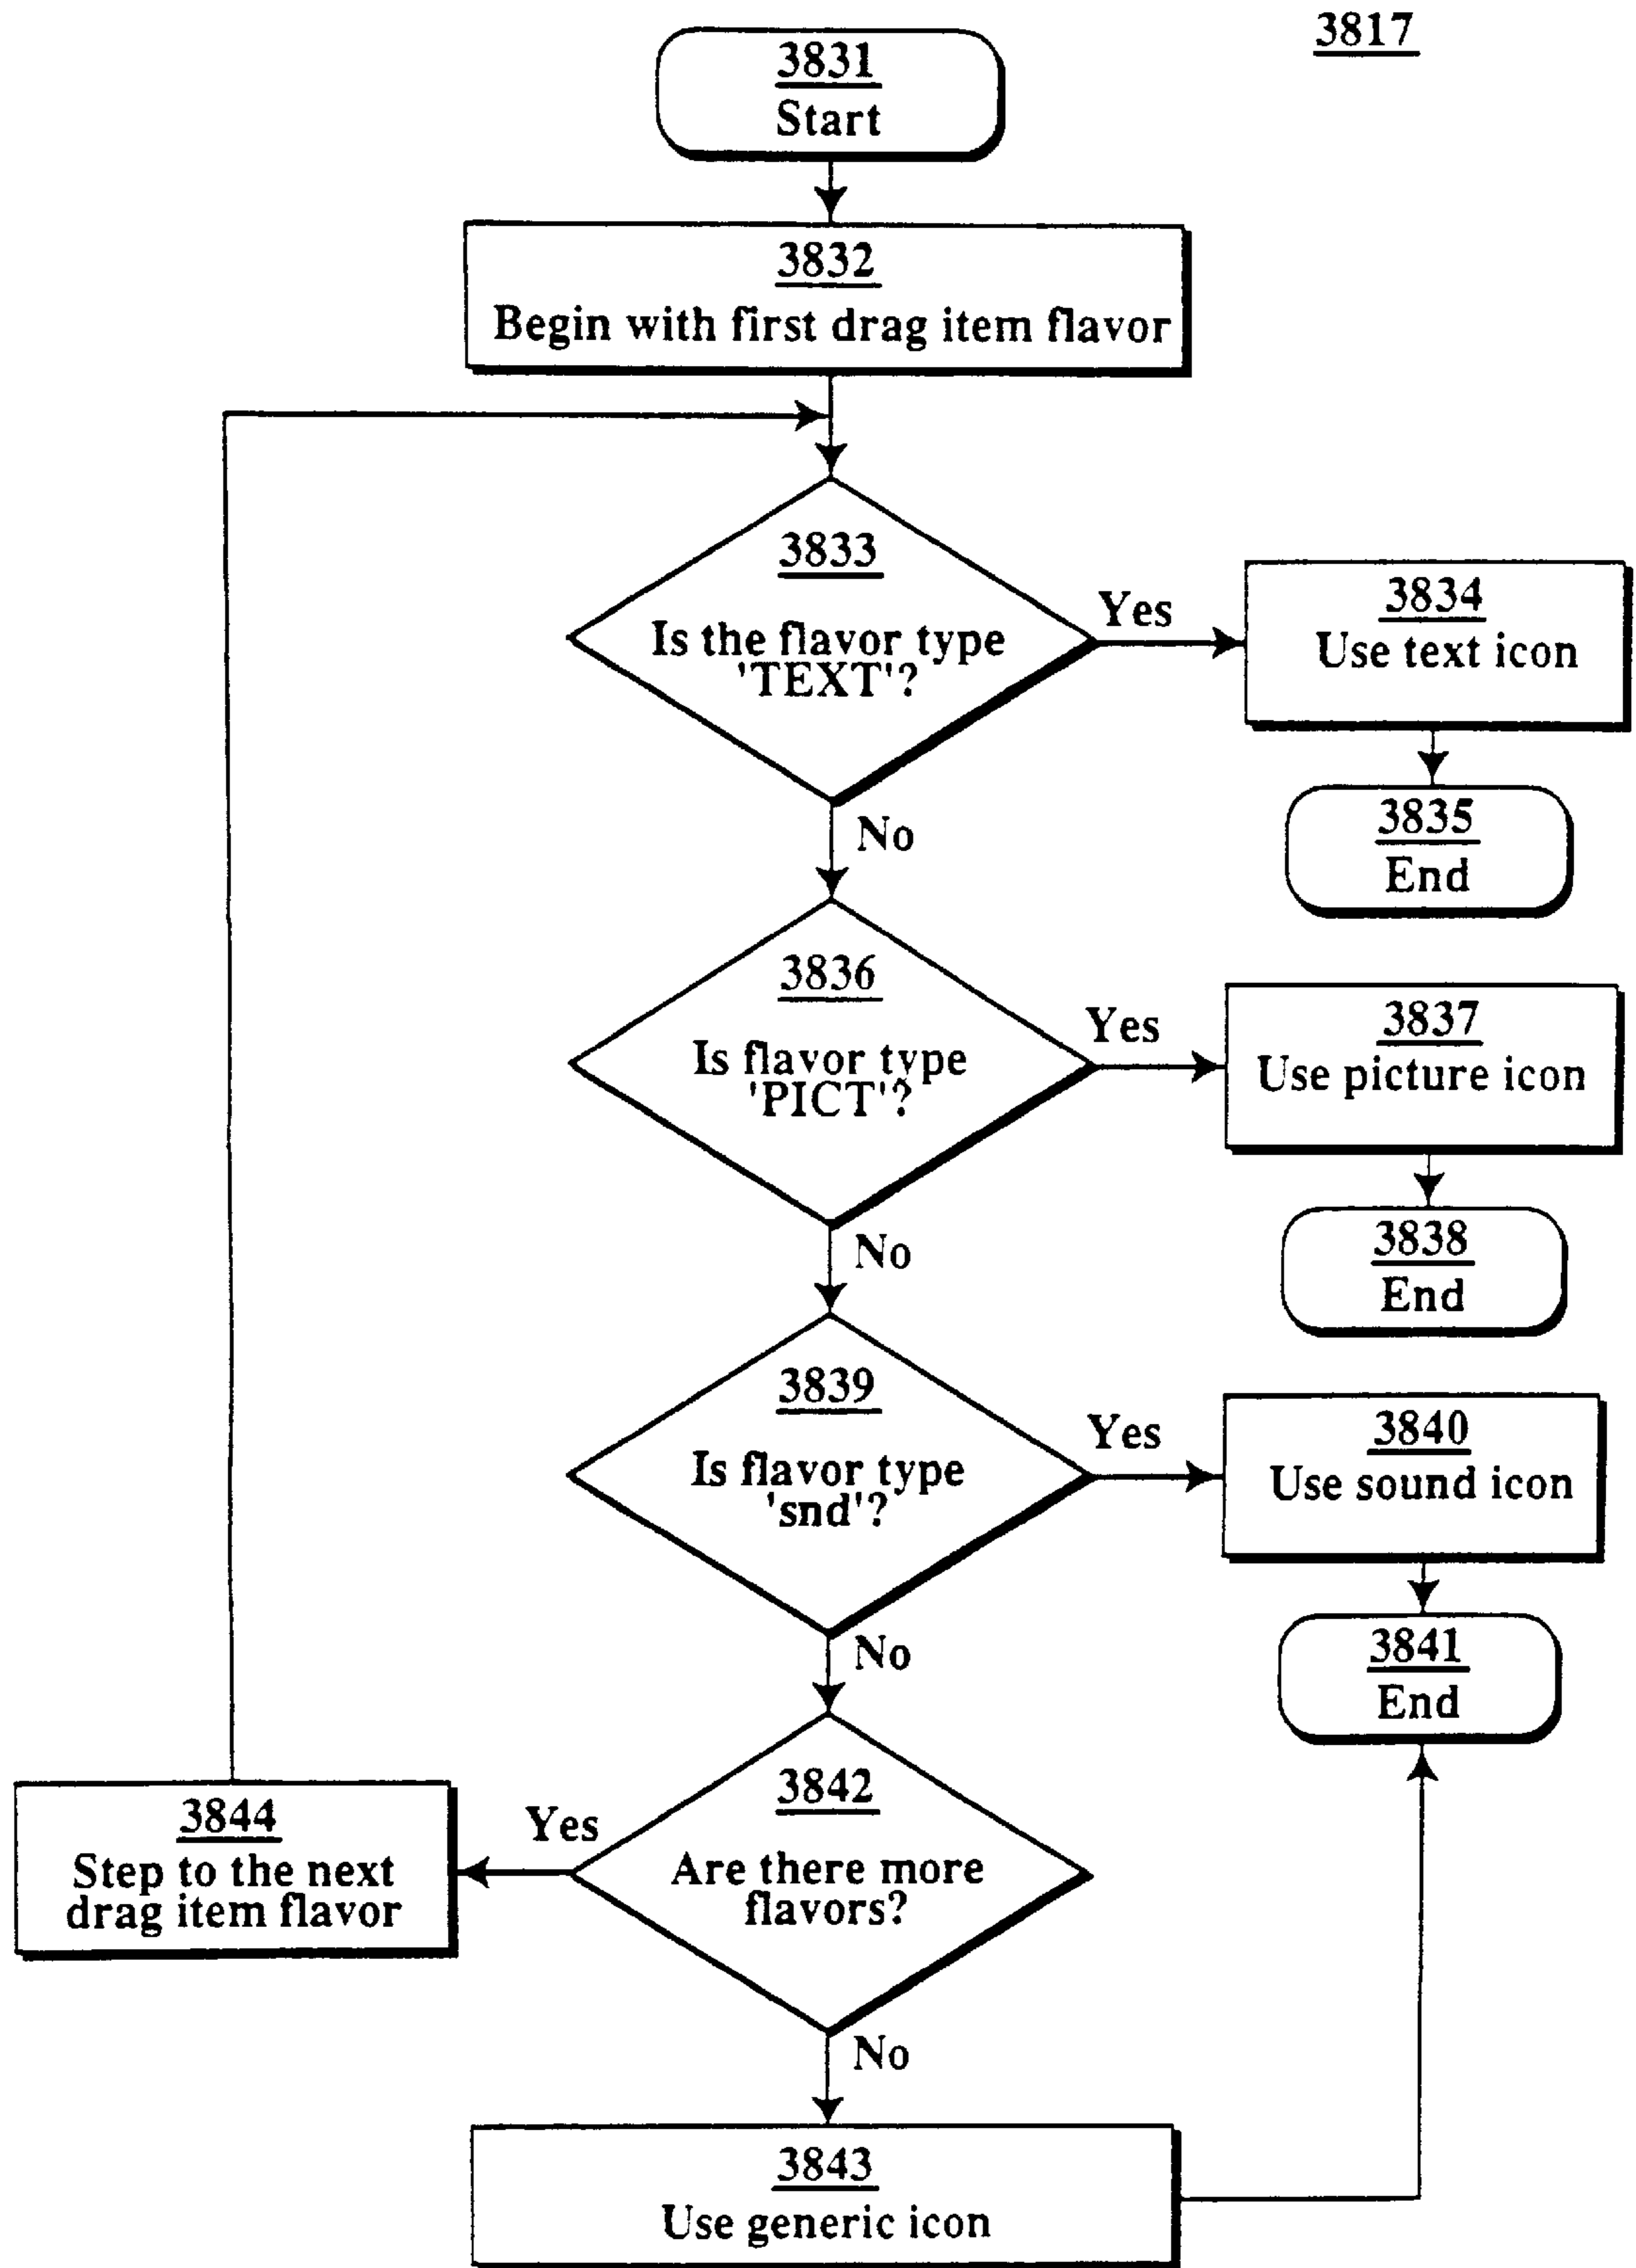 3817
3831
Start
3832
Begin with first drag item flavor
3833
Is the flavor type
'TEXT'?
Yes
3834
Use text icon
3835
End
No
3836
Is flavor type
'PICT'?
Yes
3837
Use picture icon
3838
End
No
3839
Is flavor type
'snd'?
Yes
3840
Use sound icon
3841
End
No
3842
Are there more
flavors?
Yes
3844
Step to the next
drag item flavor
No
3843
Use generic icon